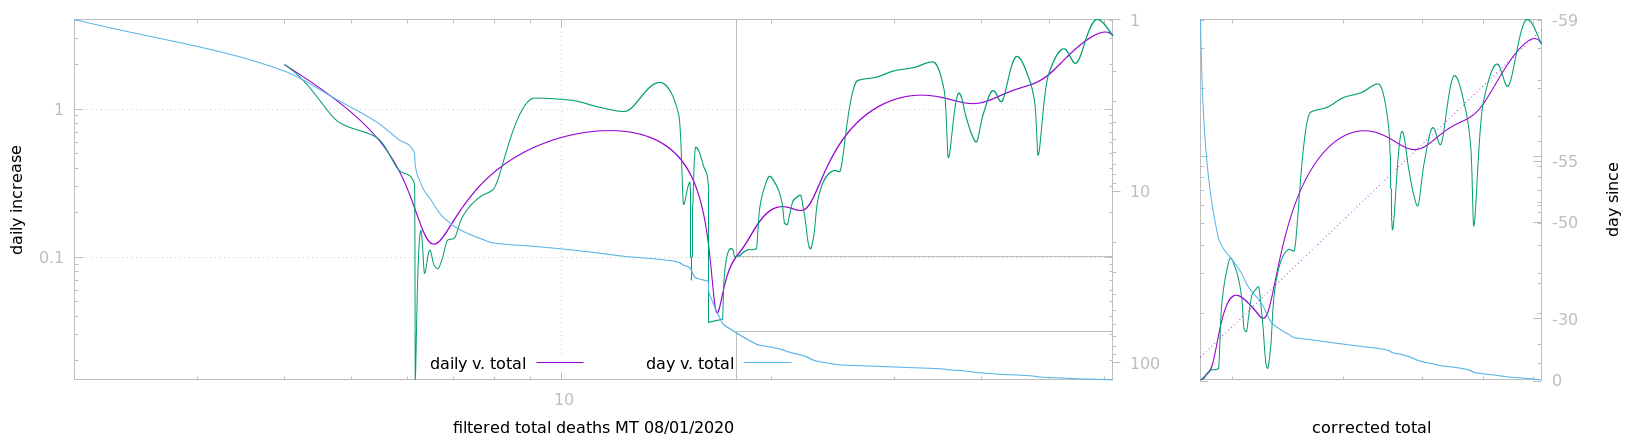 1
-59
1
daily increase
-55
10
-50
day since
0.1
-30
daily v. total
day v. total
100
0
10
filtered total deaths MT 08/01/2020
corrected total